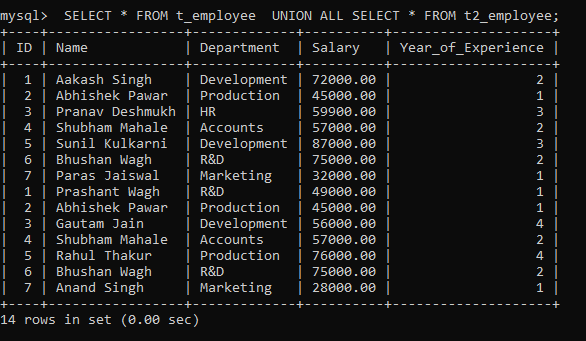 mysql>  SELECT * FROM t_employee  UNION ALL SELECT * FROM t2_employee;
+----+-----------------+-------------+----------+--------------------+
| ID | Name            | Department  | Salary   | Year_of_Experience |
+----+-----------------+-------------+----------+--------------------+
|  1 | Aakash Singh    | Development | 72000.00 |                  2 |
|  2 | Abhishek Pawar  | Production  | 45000.00 |                  1 |
|  3 | Pranav Deshmukh | HR          | 59900.00 |                  3 |
|  4 | Shubham Mahale  | Accounts    | 57000.00 |                  2 |
|  5 | Sunil Kulkarni  | Development | 87000.00 |                  3 |
|  6 | Bhushan Wagh    | R&D         | 75000.00 |                  2 |
|  7 | Paras Jaiswal   | Marketing   | 32000.00 |                  1 |
|  1 | Prashant Wagh   | R&D         | 49000.00 |                  1 |
|  2 | Abhishek Pawar  | Production  | 45000.00 |                  1 |
|  3 | Gautam Jain     | Development | 56000.00 |                  4 |
|  4 | Shubham Mahale  | Accounts    | 57000.00 |                  2 |
|  5 | Rahul Thakur    | Production  | 76000.00 |                  4 |
|  6 | Bhushan Wagh    | R&D         | 75000.00 |                  2 |
|  7 | Anand Singh     | Marketing   | 28000.00 |                  1 |
+----+-----------------+-------------+----------+--------------------+
14 rows in set (0.00 sec)